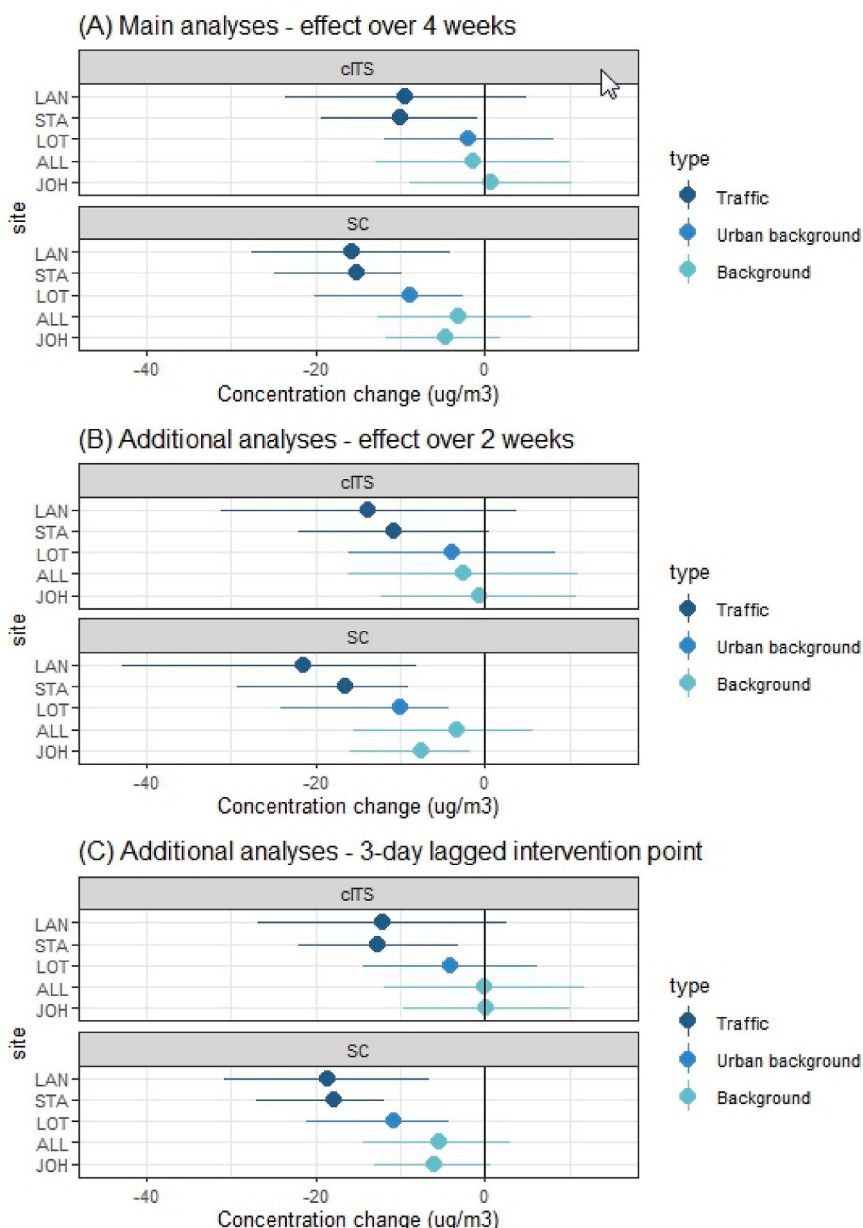 (A) Main analyses - effect over 4 weeks
cITS
LAN
STA
LOT
ALL
JOH
SC
LAN
STA
LOT
ALL
JOH
site
-40 -20 0
Concentration change (ug/m3)
type
Traffic
Urban background
Background
(B) Additional analyses - effect over 2 weeks
cITS
LAN
STA
LOT
ALL
JOH
SC
LAN
STA
LOT
ALL
JOH
site
-40 -20 0
Concentration change (ug/m3)
type
Traffic
Urban background
Background
(C) Additional analyses - 3-day lagged intervention point
cITS
LAN
STA
LOT
ALL
JOH
SC
LAN
STA
LOT
ALL
JOH
site
-40 -20 0
Concentration change (ug/m3)
type
Traffic
Urban background
Background